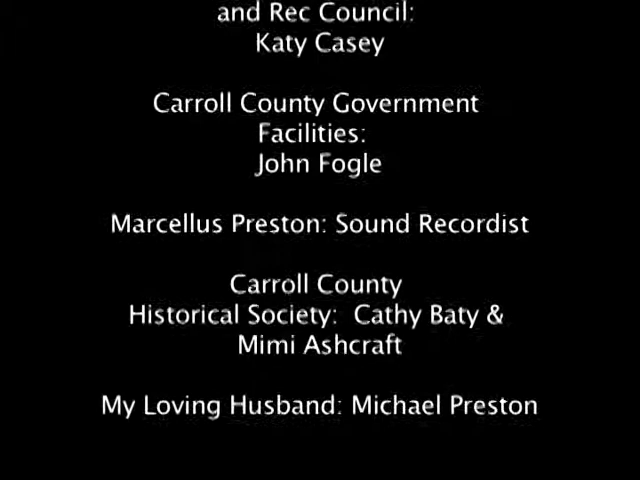 and Rec Council:
Katy Casey
Carroll County Government
Facilities:
John Fogle
Marcellus Preston: Sound Recordist
Carroll County
Historical Society:  Cathy Baty &
Mimi Ashcraft
My Loving Husband: Michael Preston